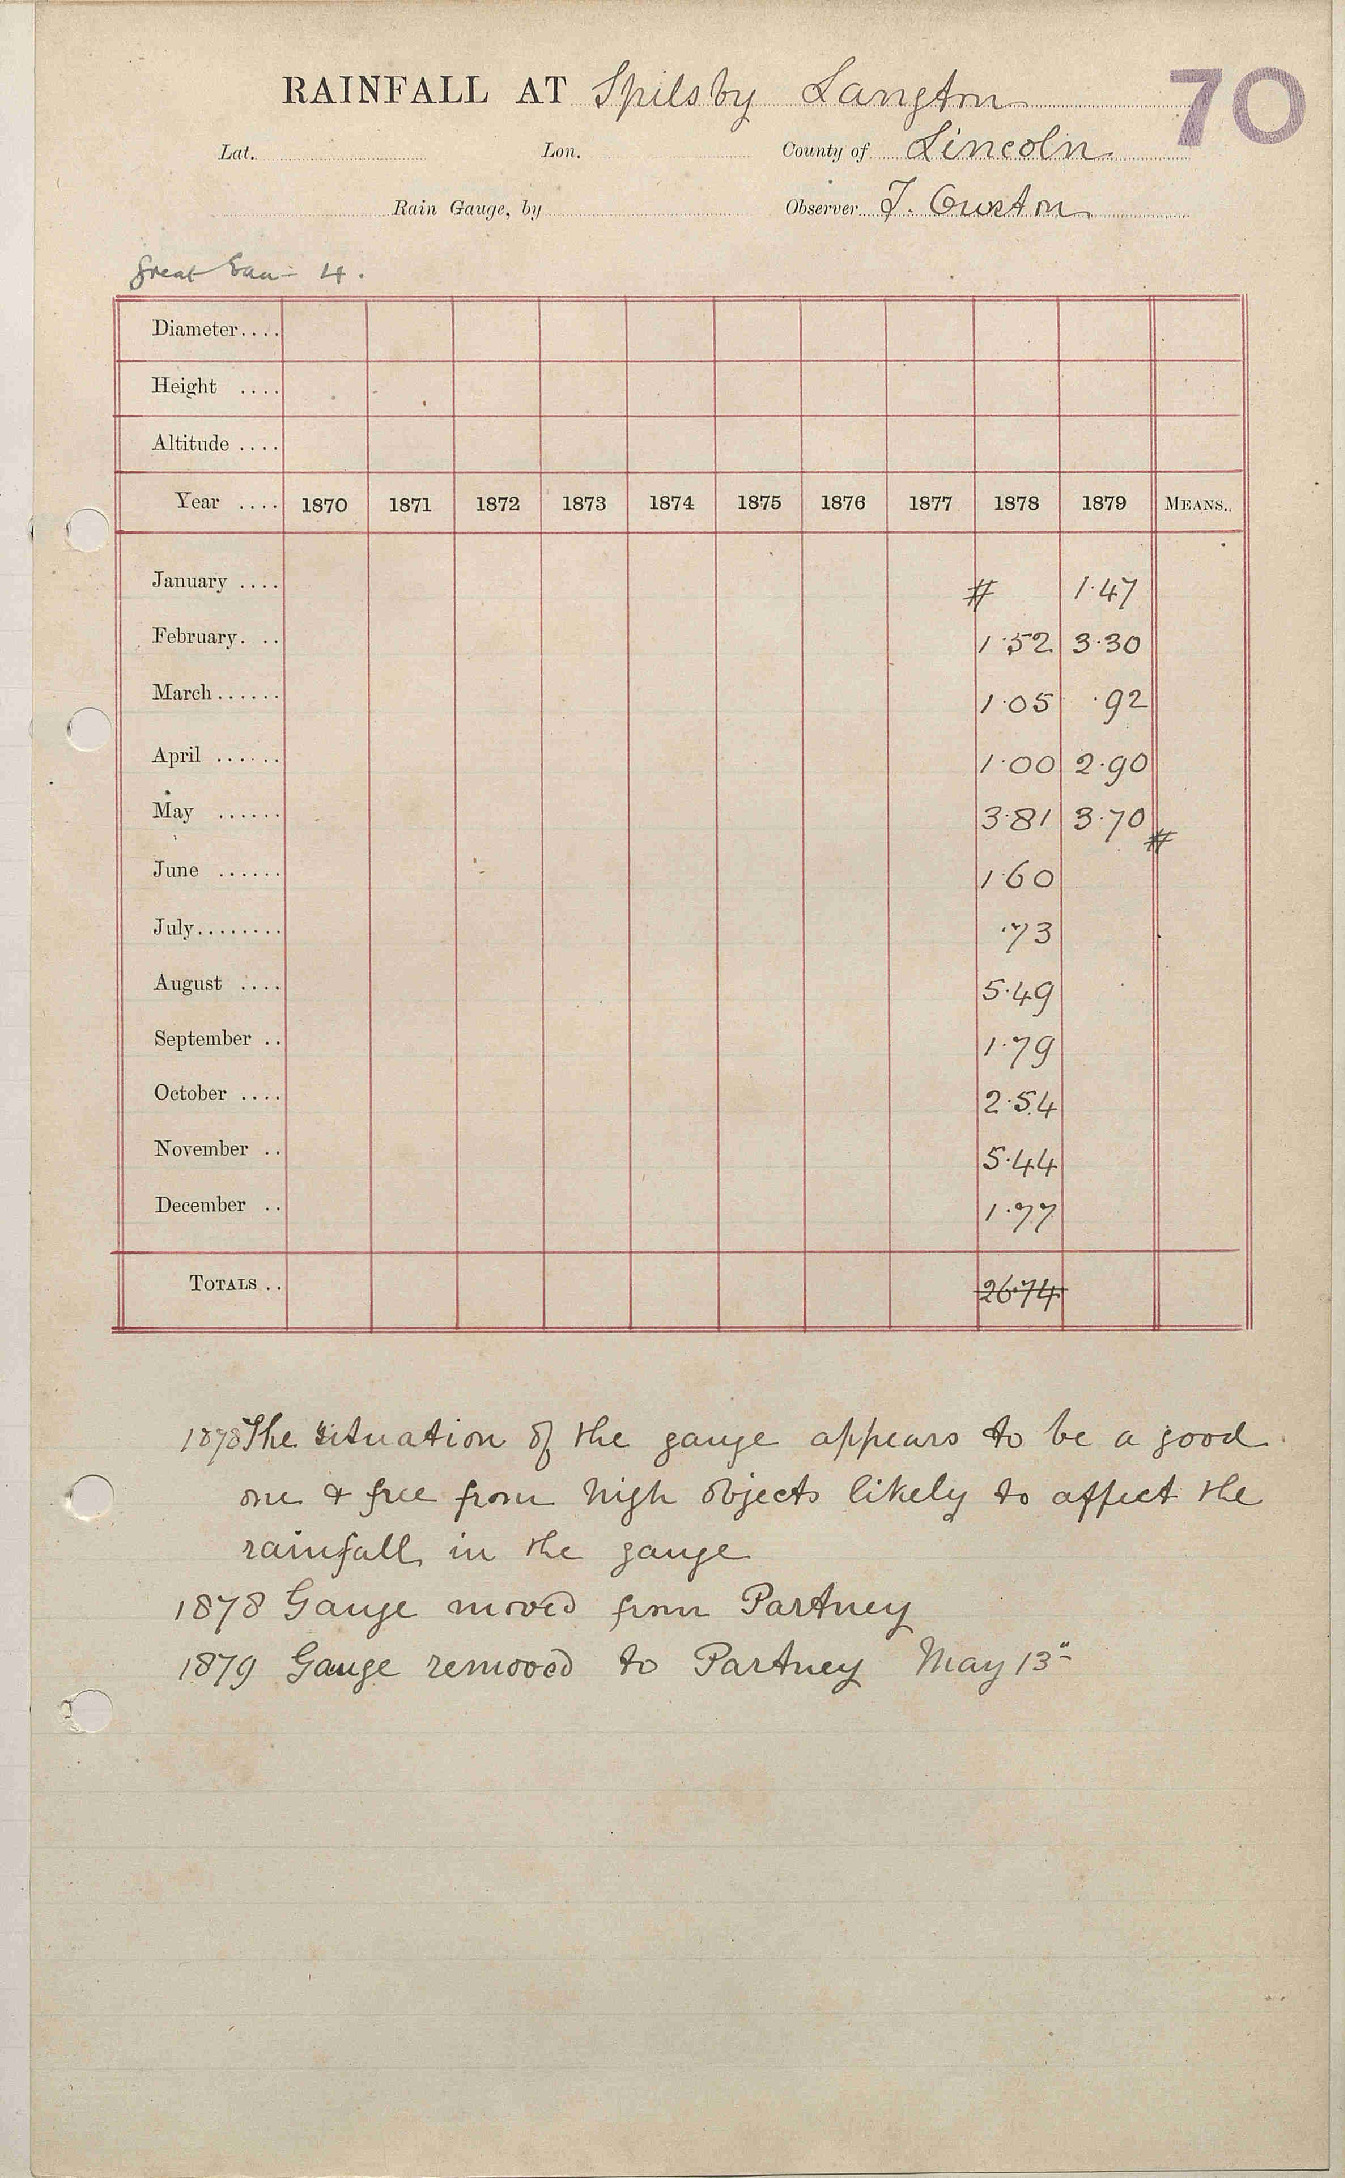 RAINFALL AT Spilsby Langton 70
Lat. Lon. County of Lincoln
Rain Gauge, by Observer T.
Great Eau 4.
Diameter....
Height ....
Altitude ....
Year .... 1870 1871 1872 1873 1874 1875 1876 1877 1878 1879 MEANS.
January .... # 1·47
February. .. 1·52 3·30
March...... 1·05 ·92
April ...... 1·00 2·90
May ...... 3·81 3·70 #
June ...... 1·60
July........ ·73
August .... 5·49
September .. 1·79
October .... 2·54
November .. 5·44
December .. 1·77
TOTALS .. 26·74
1878 The situation of the gauge appears to be a good
one & free from high objects likely to affect the
rainfall in the gauge
1878 Gauge moved from Partney
1879 Gauge removed to Partney May 13